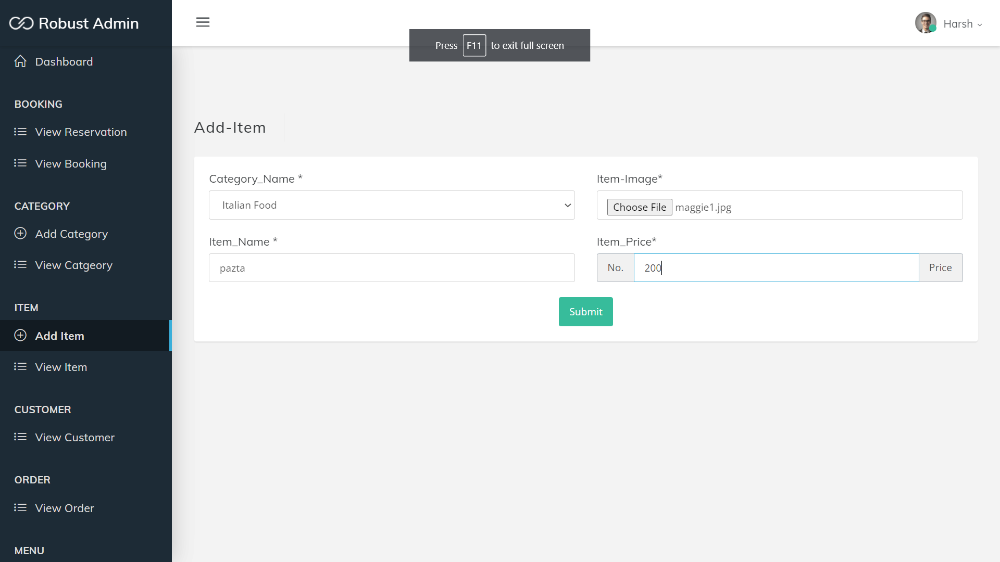 Robust Admin
Harsh
Press F11 to exit full screen
Dashboard
BOOKING
View Reservation
View Booking
CATEGORY
Add Category
View Catgeory
ITEM
Add Item
View Item
CUSTOMER
View Customer
ORDER
View Order
MENU
Add-Item
Category_Name *
Italian Food
Item-Image*
Choose File maggie1.jpg
Item_Name *
pazta
Item_Price*
No. 200 Price
Submit